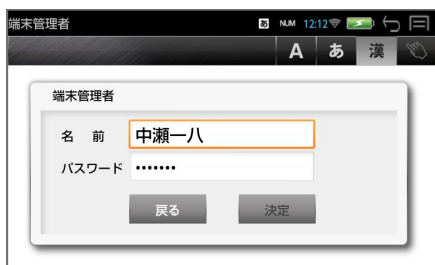 端末管理者
あ NUM 12:12
A あ 漢
端末管理者
名 前 中瀬一八
パスワード •••••••
戻る 決定